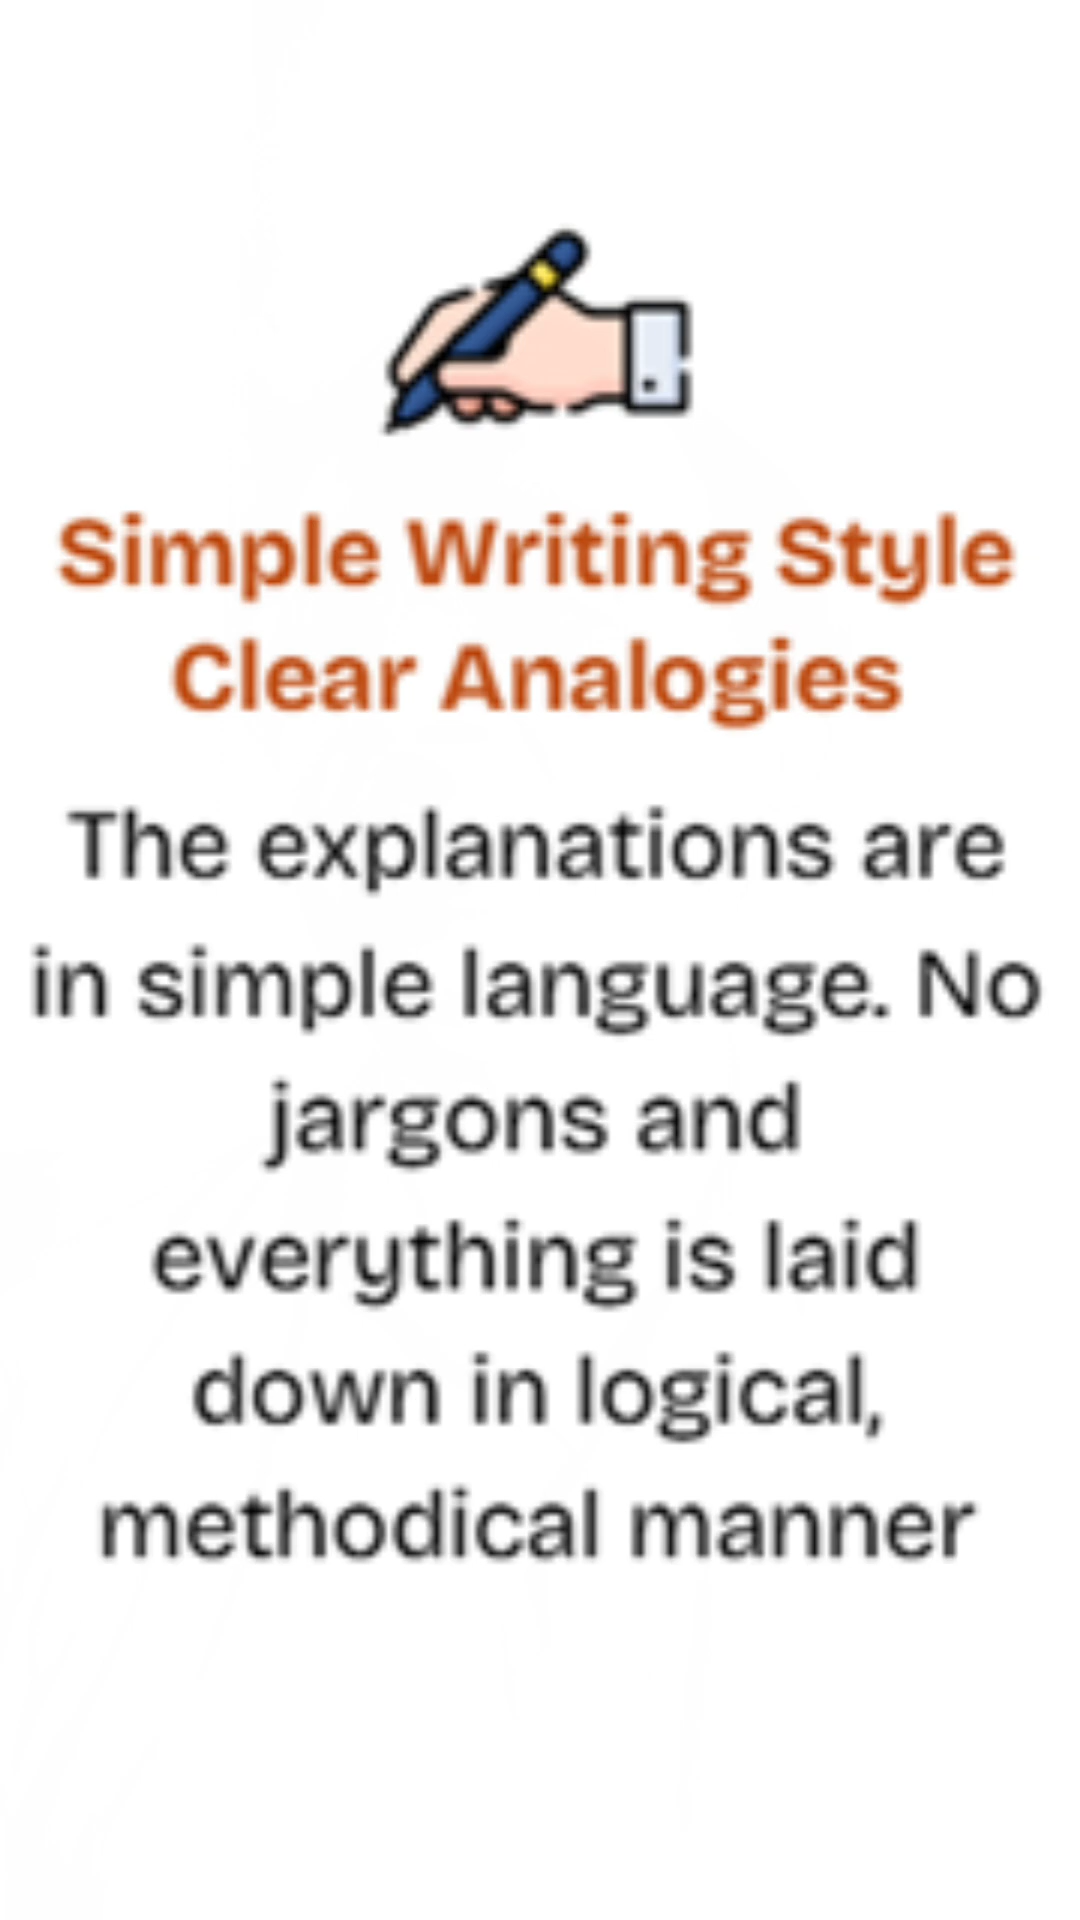 Simple Writing Style
Clear Analogies
The explanations are
in simple language. No
jargons and
everything is laid
down in logical,
methodical manner